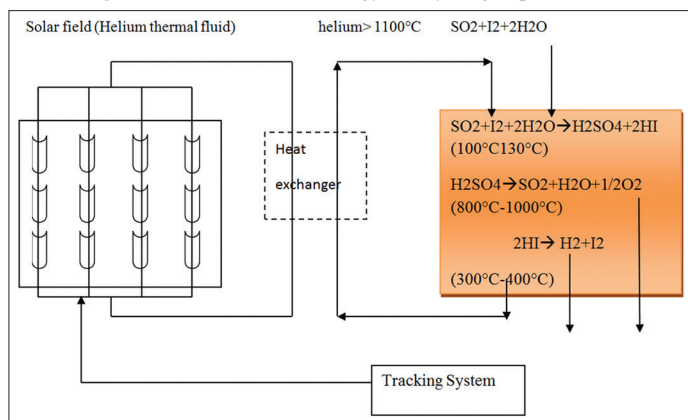 Solar field (Helium thermal fluid) helium> 1100°C SO2+I2+2H2O
SO2+I2+2H2O→H2SO4+2HI
(100°C130°C)
Heat
exchanger
H2SO4→SO2+H2O+1/2O2
(800°C-1000°C)
2HI→ H2+I2
(300°C-400°C)
Tracking System